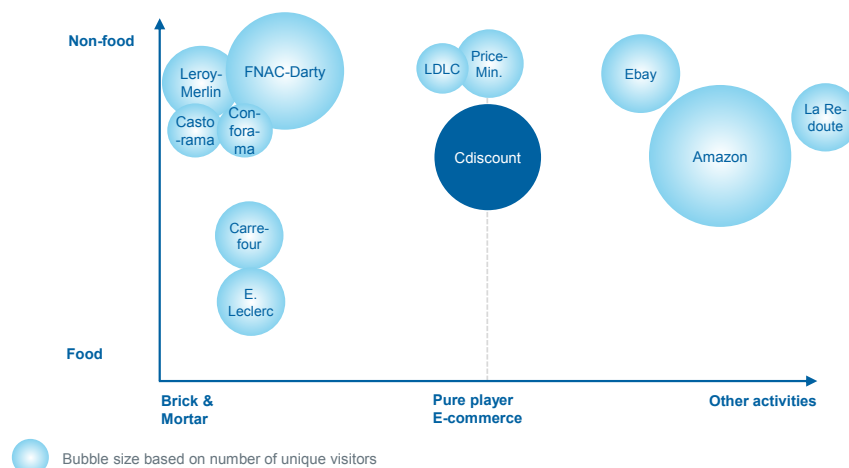 Non-food
Leroy-
Merlin
FNAC-Darty
Casto
-rama
Con-
fora-
ma
LDLC
Price-
Min.
Ebay
La Re-
doute
Cdiscount
Amazon
Carre-
four
E.
Leclerc
Food
Brick &
Mortar
Pure player
E-commerce
Other activities
Bubble size based on number of unique visitors